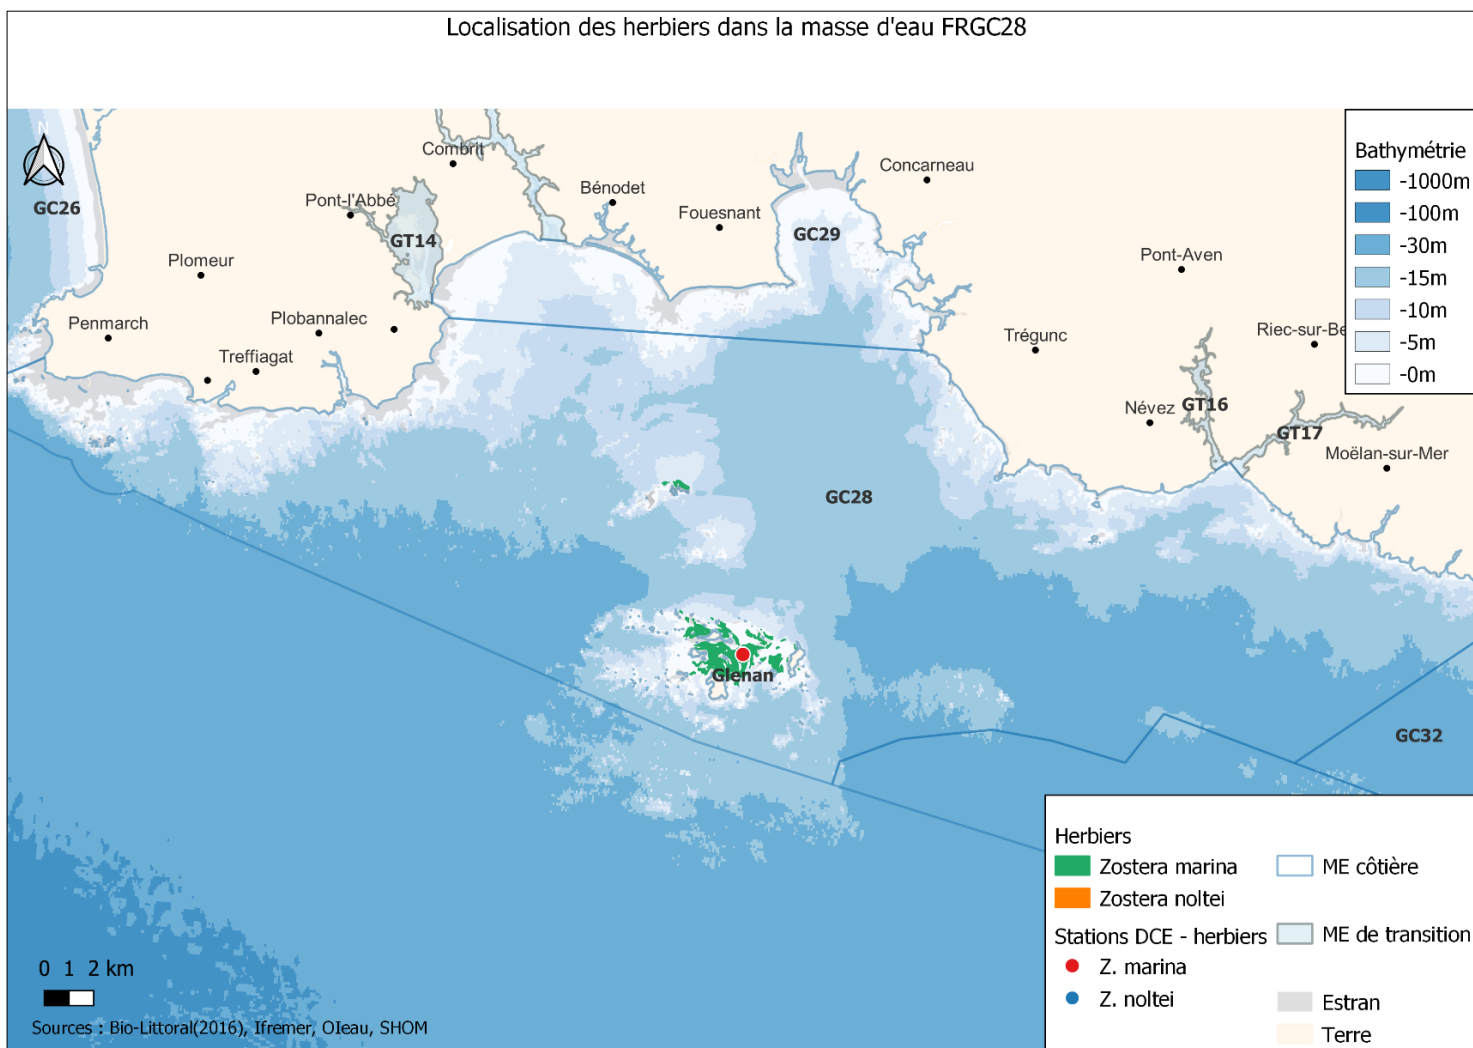 Localisation des herbiers dans la masse d'eau FRGC28
N
GC26
Combrit
Pont-l'Abbé
GT14
Bénodet
Fouesnant
GC29
Concarneau
Plomeur
Penmarch
Plobannalec
Treffiagat
Pont-Aven
Trégunc
Riec-sur-Be
Névez
GT16
GT17
Moëlan-sur-Mer
GC28
Glenan
GC32
Bathymétrie
-1000m
-100m
-30m
-15m
-10m
-5m
-0m
Herbiers
Zostera marina
Zostera noltei
Stations DCE - herbiers
Z. marina
Z. noltei
ME côtière
ME de transition
Estran
Terre
0 1 2 km
Sources : Bio-Littoral(2016), Ifremer, OIeau, SHOM